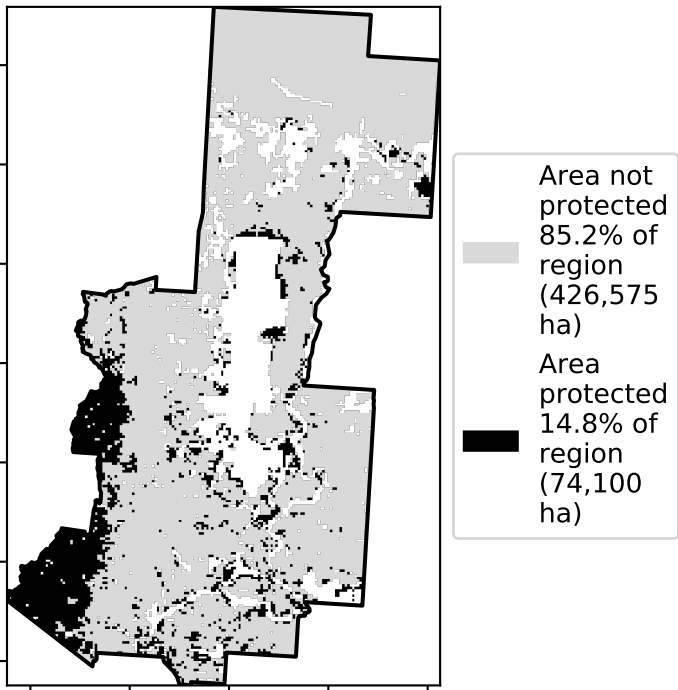 Area not
protected
85.2% of
region
(426,575
ha)
Area
protected
14.8% of
region
(74,100
ha)